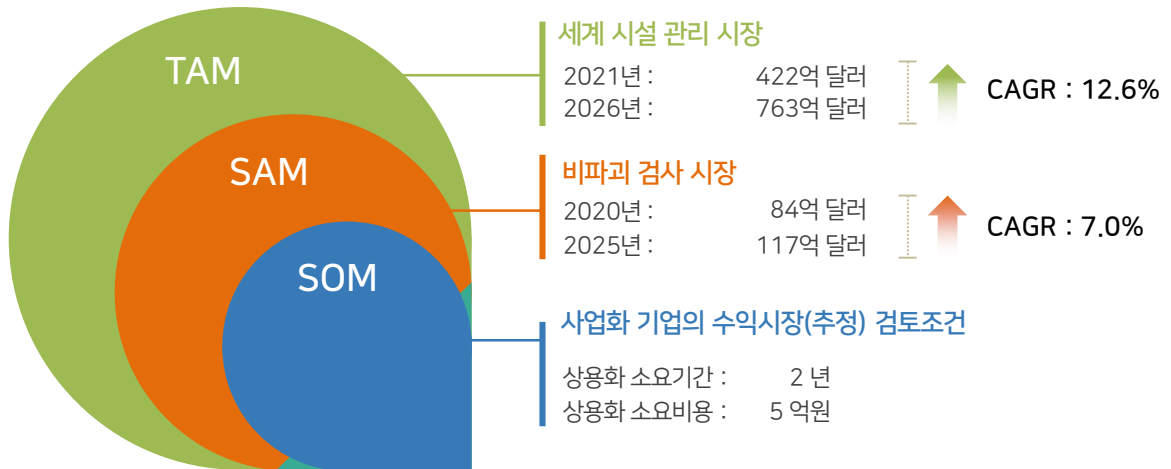 TAM
세계 시설 관리 시장
2021년 : 422억 달러
2026년 : 763억 달러
CAGR : 12.6%
SAM
비파괴 검사 시장
2020년 : 84억 달러
2025년 : 117억 달러
CAGR : 7.0%
SOM
사업화 기업의 수익시장(추정) 검토조건
상용화 소요기간 : 2 년
상용화 소요비용 : 5 억원